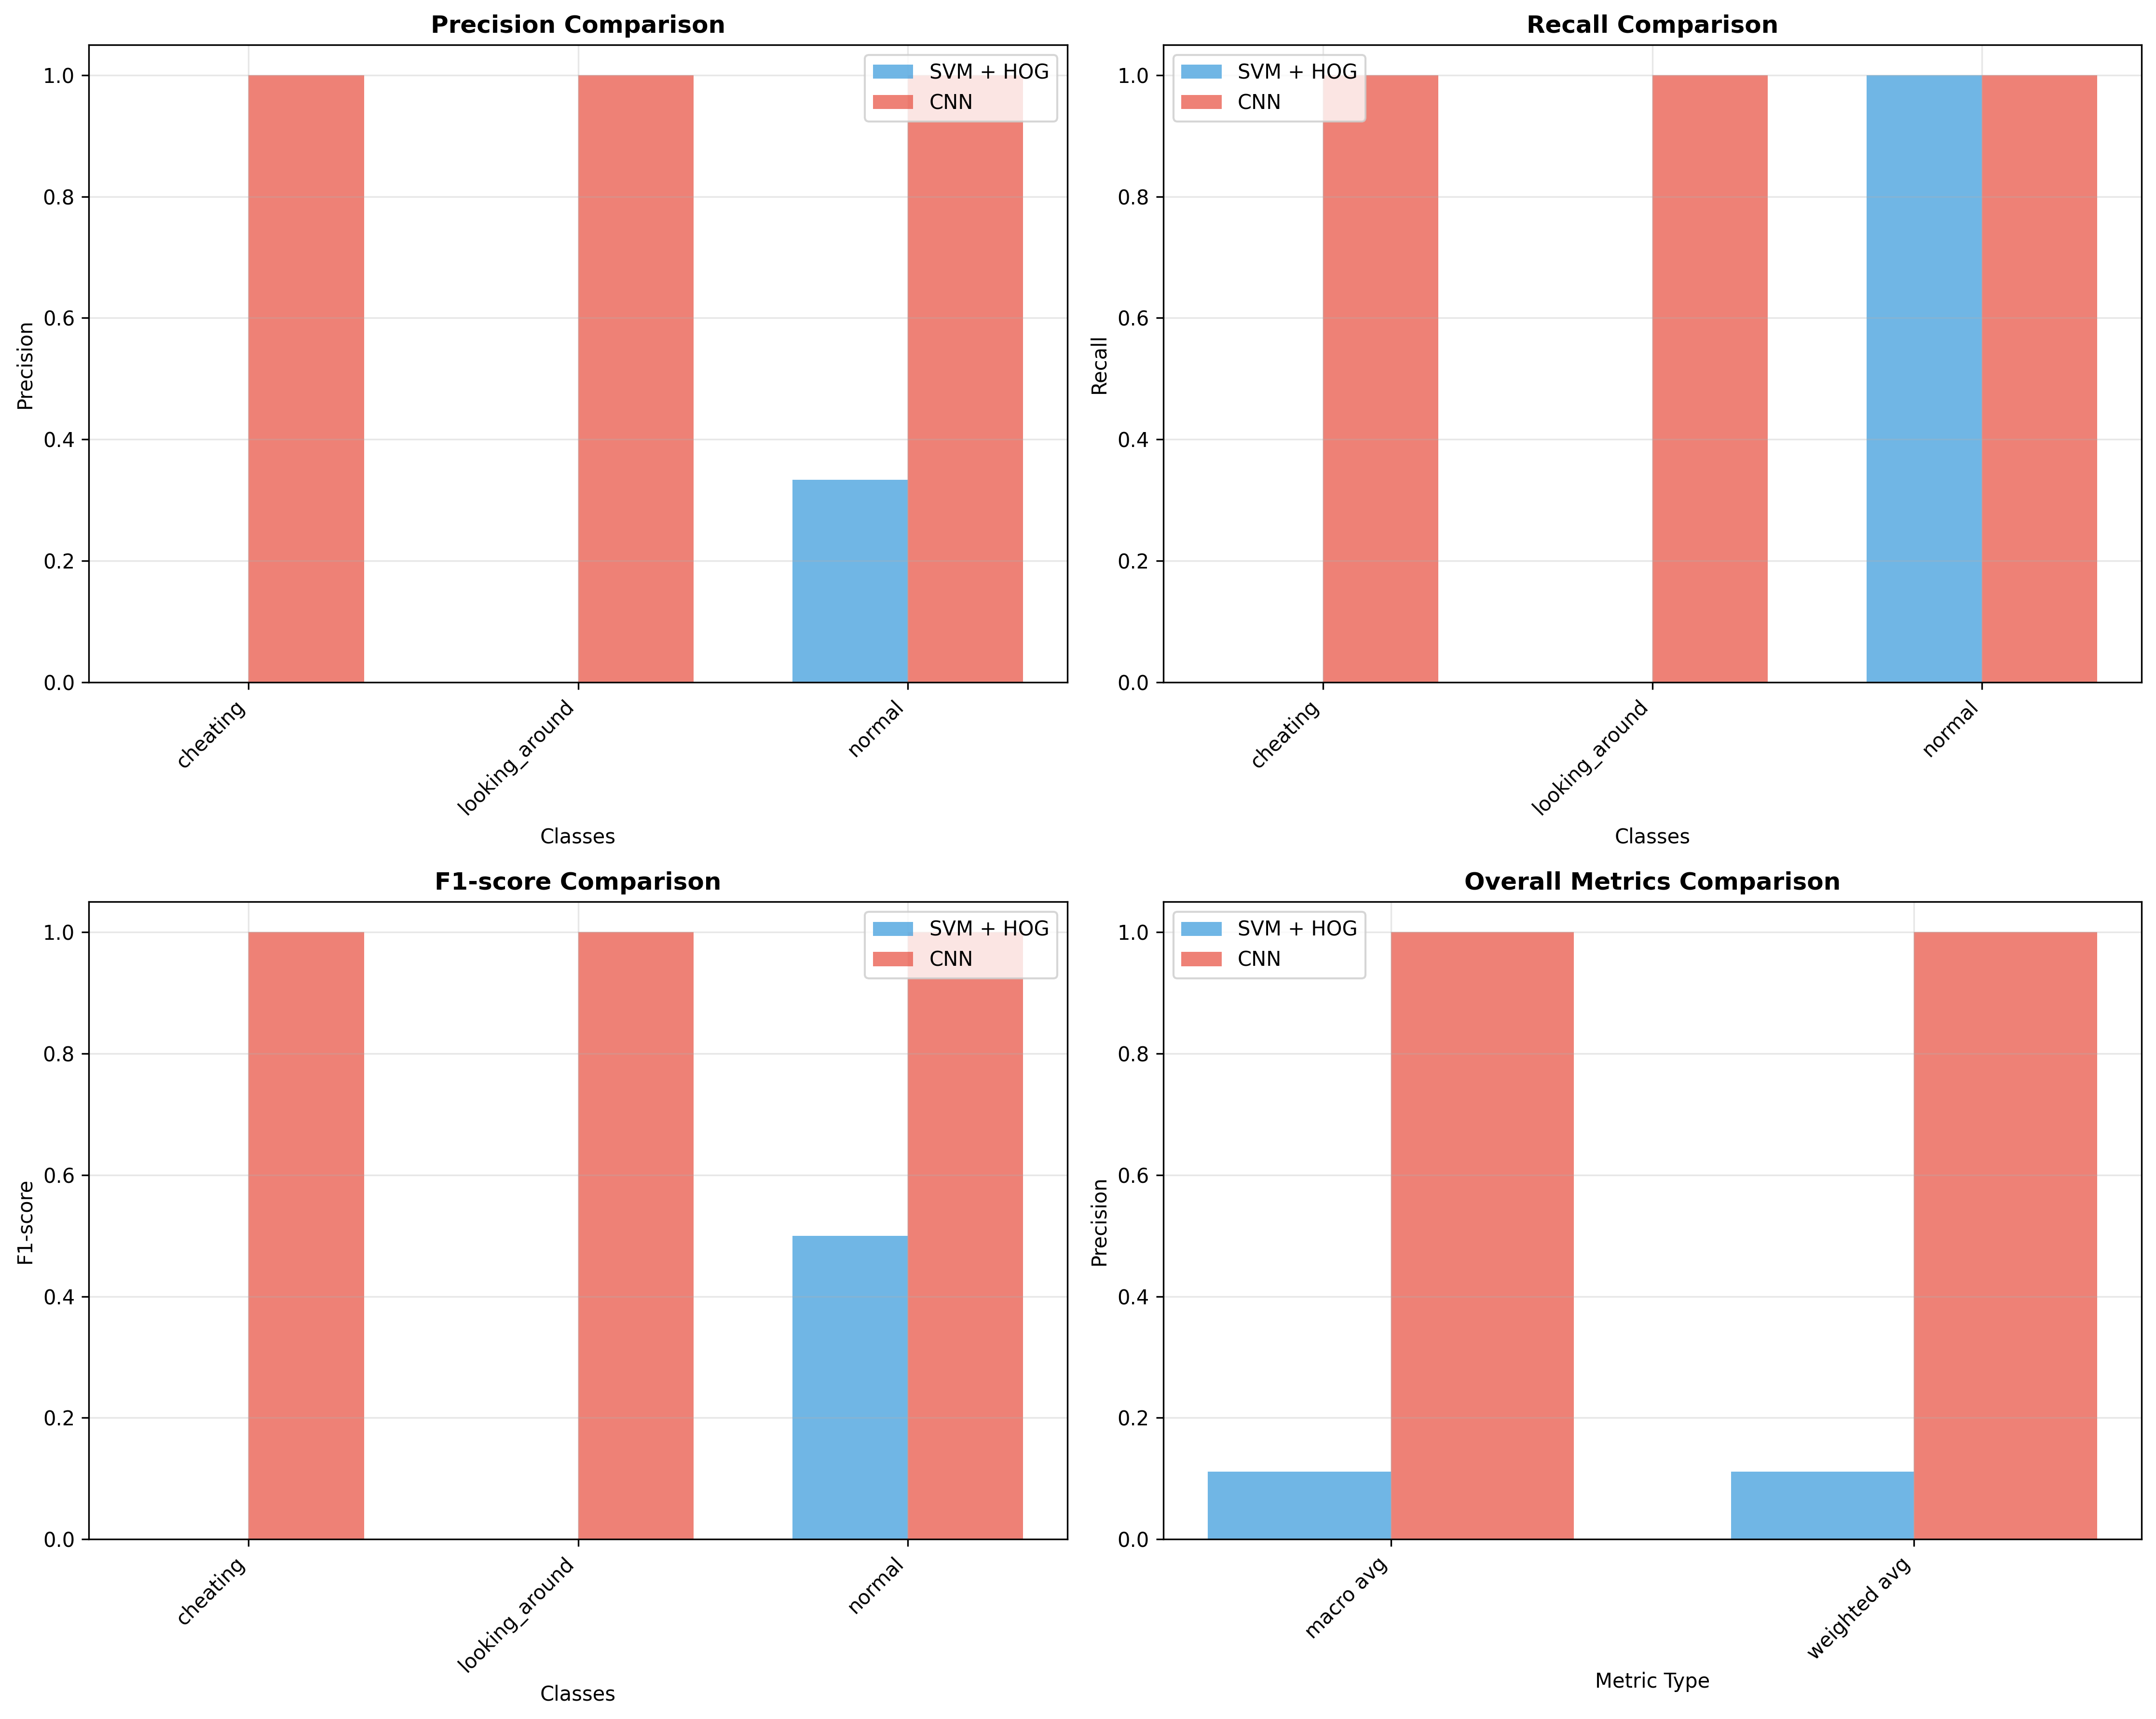 Precision Comparison
SVM + HOG
CNN
1.0
0.8
0.6
0.4
0.2
0.0
Precision
cheating
looking_around
normal
Classes
Recall Comparison
SVM + HOG
CNN
1.0
0.8
0.6
0.4
0.2
0.0
Recall
cheating
looking_around
normal
Classes
F1-score Comparison
SVM + HOG
CNN
1.0
0.8
0.6
0.4
0.2
0.0
F1-score
cheating
looking_around
normal
Classes
Overall Metrics Comparison
SVM + HOG
CNN
1.0
0.8
0.6
0.4
0.2
0.0
Precision
macro avg
weighted avg
Metric Type